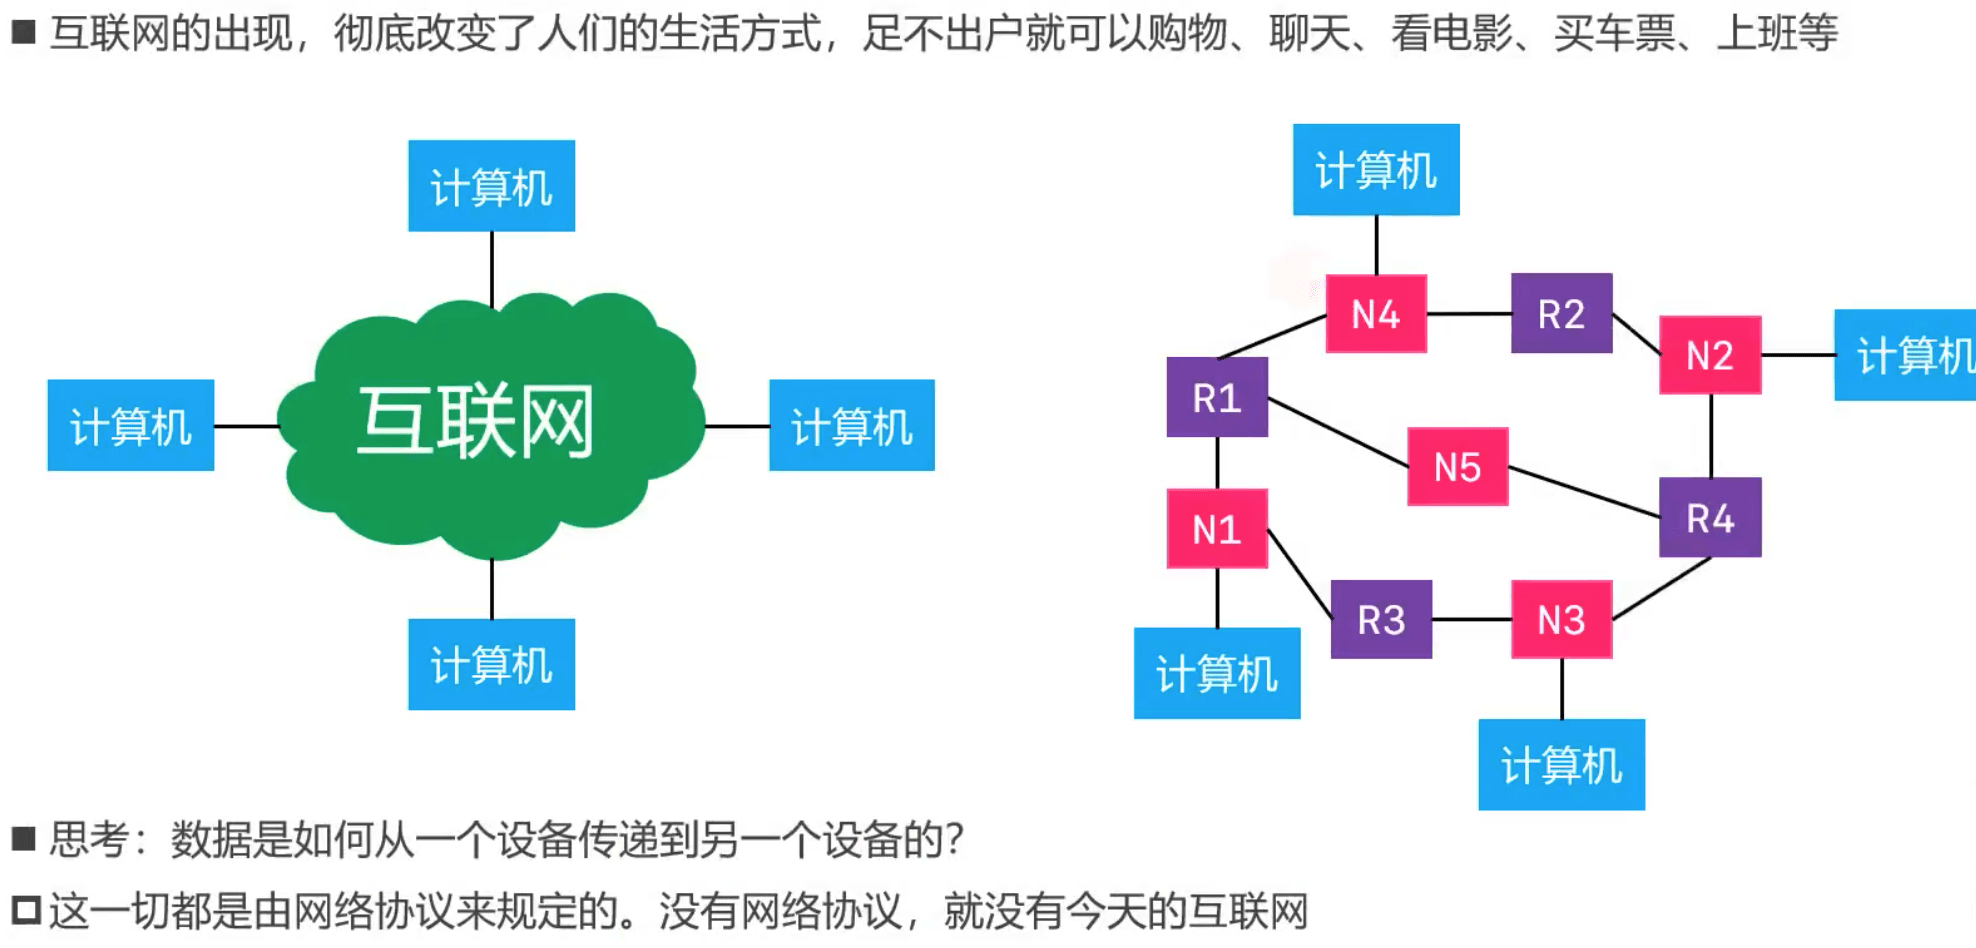 互联网的出现，彻底改变了人们的生活方式，足不出户就可以购物、聊天、看电影、买车票、上班等
计算机
计算机
互联网
计算机
计算机
计算机
N4
R2
N2
计算机
R1
N5
R4
N1
R3
N3
计算机
计算机
思考：数据是如何从一个设备传递到另一个设备的？
这一切都是由网络协议来规定的。没有网络协议，就没有今天的互联网